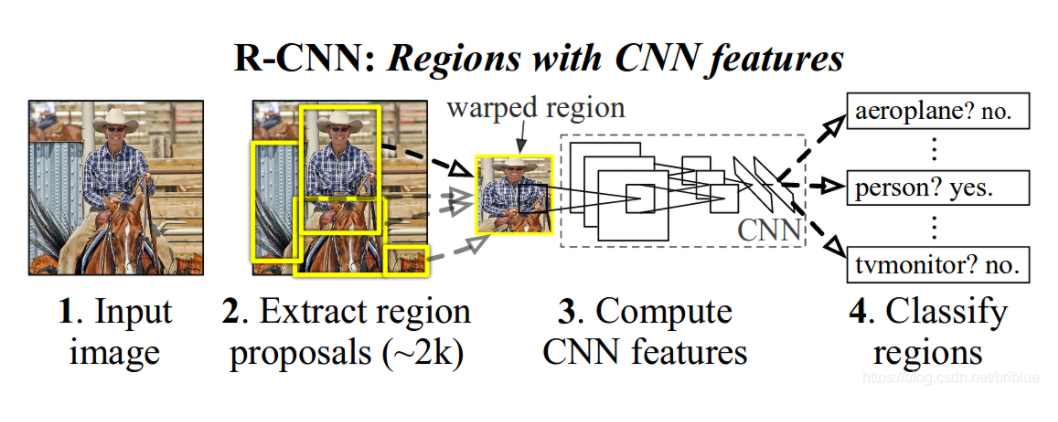 R-CNN: Regions with CNN features
warped region
aeroplane? no.
⋮
person? yes.
⋮
tvmonitor? no.
CNN
1. Input
image
2. Extract region
proposals (~2k)
3. Compute
CNN features
4. Classify
regions
https://blog.csdn.net/briblue